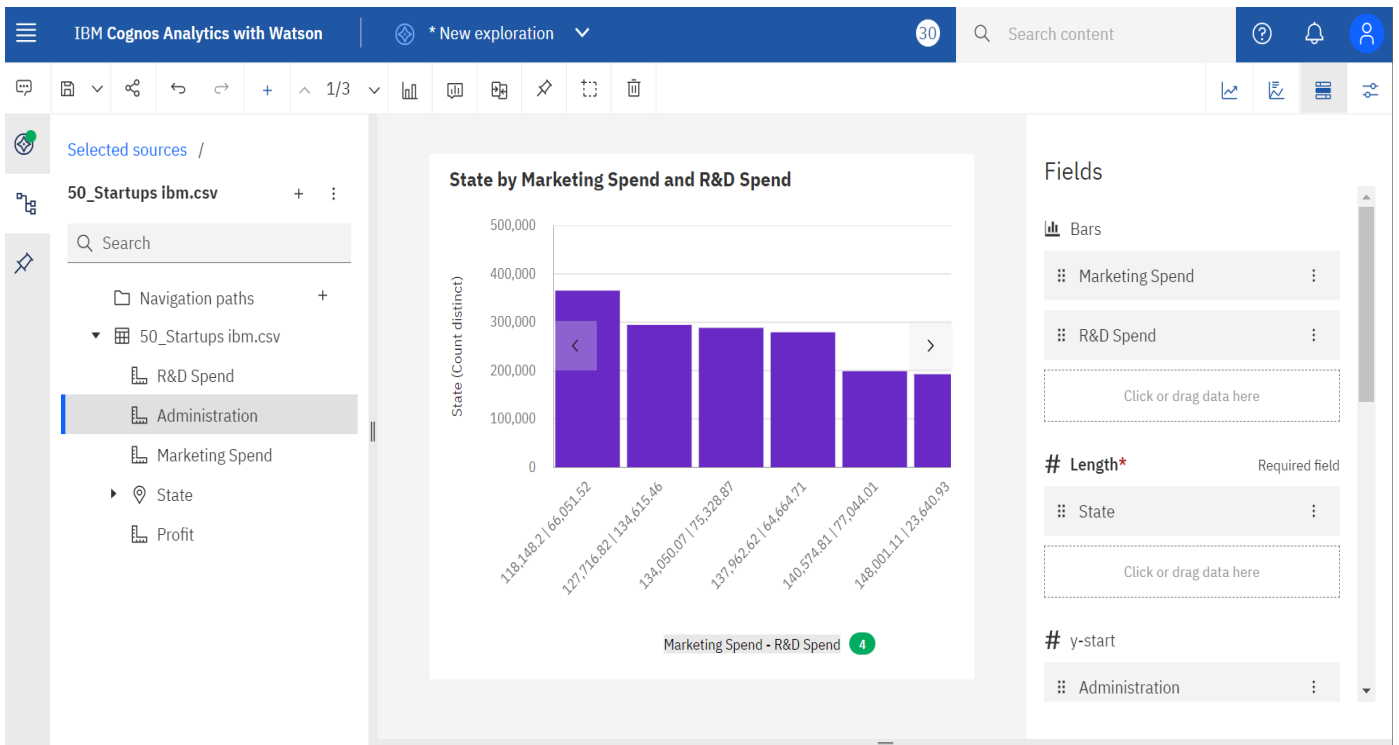 IBM Cognos Analytics with Watson
* New exploration
30
Search content
1/3
Selected sources /
50_Startups ibm.csv
Search
Navigation paths
50_Startups ibm.csv
R&D Spend
Administration
Marketing Spend
State
Profit
State by Marketing Spend and R&D Spend
State (Count distinct)
500,000
400,000
300,000
200,000
100,000
0
118,148.2 | 66,051.52
127,716.82 | 134,615.46
134,050.07 | 75,328.87
137,962.62 | 64,664.71
140,574.81 | 77,044.01
148,001.11 | 23,640.93
Marketing Spend - R&D Spend 4
Fields
Bars
Marketing Spend
R&D Spend
Click or drag data here
# Length* Required field
State
Click or drag data here
# y-start
Administration